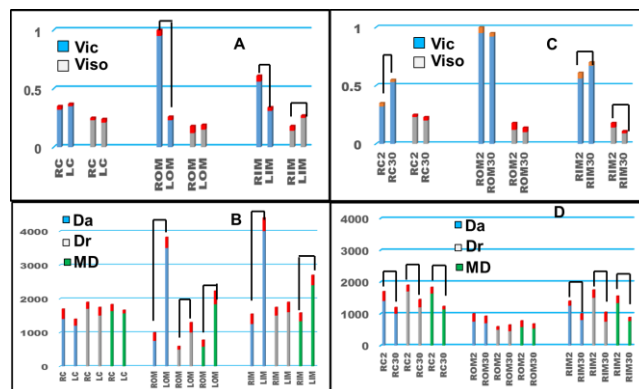 A
Vic
Viso
1
0.5
0
RC
LC
RC
LC
ROM
LOM
ROM
LOM
RIM
LIM
RIM
LIM
C
Vic
Viso
1
0.5
0
RC2
RC30
RC2
RC30
ROM2
ROM30
ROM2
ROM30
RIM2
RIM30
RIM2
RIM30
B
Da
Dr
MD
4000
3000
2000
1000
0
RC
LC
RC
LC
RC
LC
ROM
LOM
ROM
LOM
ROM
LOM
RIM
LIM
RIM
LIM
RIM
LIM
D
Da
Dr
MD
4000
3000
2000
1000
0
RC2
RC30
RC2
RC30
RC2
RC30
ROM2
ROM30
ROM2
ROM30
ROM2
ROM30
RIM2
RIM30
RIM2
RIM30
RIM2
RIM30